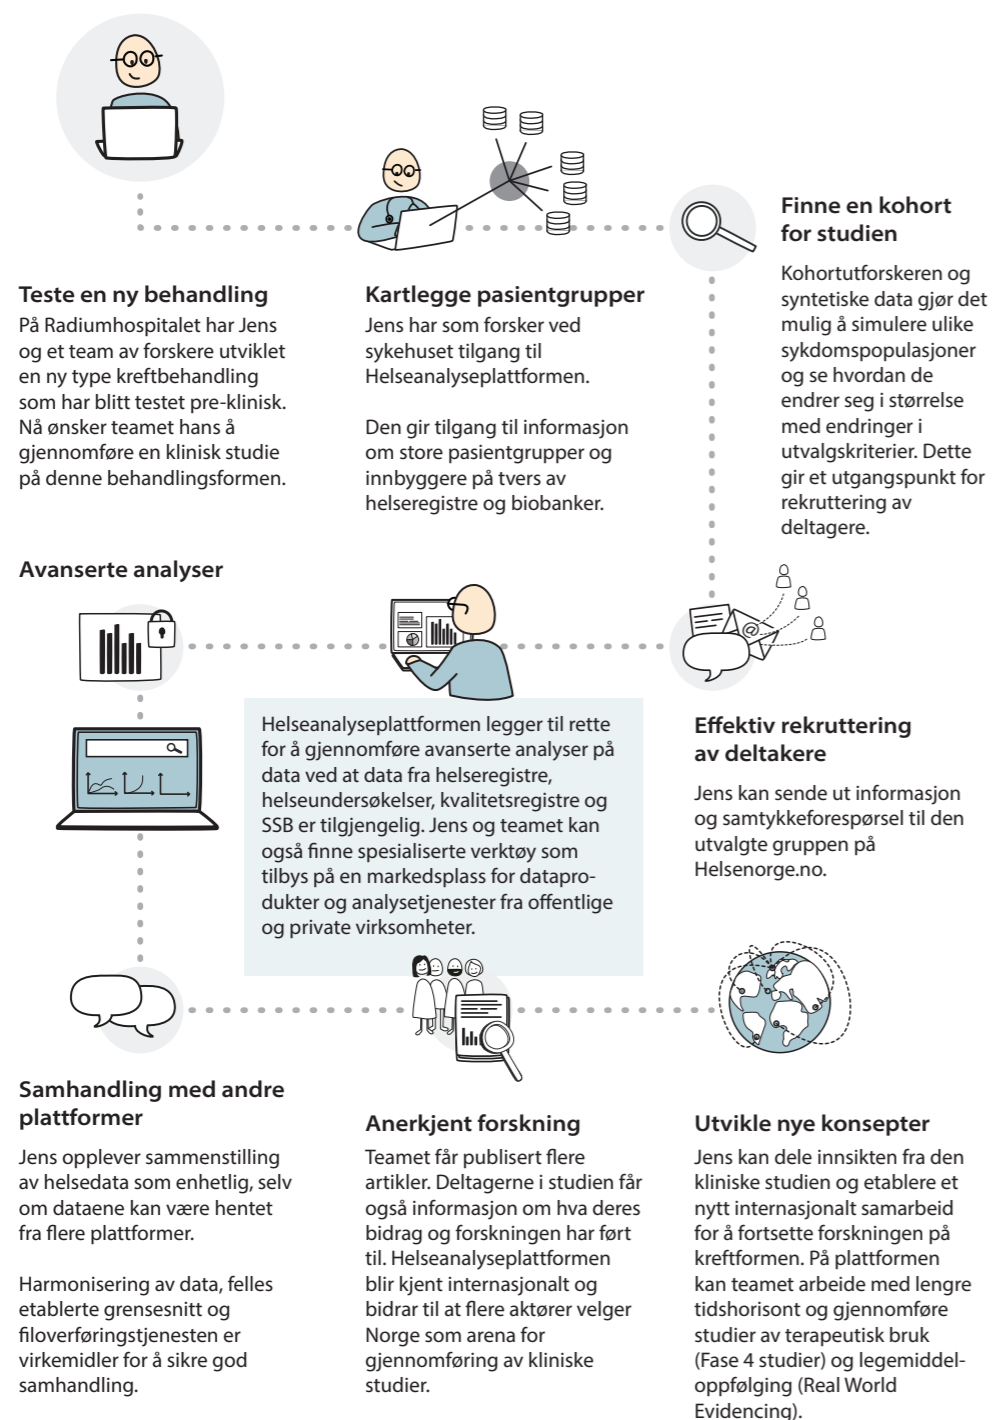 Teste en ny behandling
På Radiumhospitalet har Jens
og et team av forskere utviklet
en ny type kreftbehandling
som har blitt testet pre-klinisk.
Nå ønsker teamet hans å
gjennomføre en klinisk studie
på denne behandlingsformen.
Kartlegge pasientgrupper
Jens har som forsker ved
sykehuset tilgang til
Helseanalyseplattformen.
Den gir tilgang til informasjon
om store pasientgrupper og
innbyggere på tvers av
helseregistre og biobanker.
Finne en kohort
for studien
Kohortutforskeren og
syntetiske data gjør det
mulig å simulere ulike
sykdomspopulasjoner
og se hvordan de
endrer seg i størrelse
med endringer i
utvalgskriterier. Dette
gir et utgangspunkt for
rekruttering av
deltagere.
@
Effektiv rekruttering
av deltakere
Jens kan sende ut informasjon
og samtykkeforespørsel til den
utvalgte gruppen på
Helsenorge.no.
Avanserte analyser
Helseanalyseplattformen legger til rette
for å gjennomføre avanserte analyser på
data ved at data fra helseregistre,
helseundersøkelser, kvalitetsregistre og
SSB er tilgjengelig. Jens og teamet kan
også finne spesialiserte verktøy som
tilbys på en markedsplass for datapro-
dukter og analysetjenester fra offentlige
og private virksomheter.
Samhandling med andre
plattformer
Jens opplever sammenstilling
av helsedata som enhetlig, selv
om dataene kan være hentet
fra flere plattformer.
Harmonisering av data, felles
etablerte grensesnitt og
filoverføringstjenesten er
virkemidler for å sikre god
samhandling.
Anerkjent forskning
Teamet får publisert flere
artikler. Deltagerne i studien får
også informasjon om hva deres
bidrag og forskningen har ført
til. Helseanalyseplattformen
blir kjent internasjonalt og
bidrar til at flere aktører velger
Norge som arena for
gjennomføring av kliniske
studier.
Utvikle nye konsepter
Jens kan dele innsikten fra den
kliniske studien og etablere et
nytt internasjonalt samarbeid
for å fortsette forskningen på
kreftformen. På plattformen
kan teamet arbeide med lengre
tidshorisont og gjennomføre
studier av terapeutisk bruk
(Fase 4 studier) og legemiddel-
oppfølging (Real World
Evidencing).